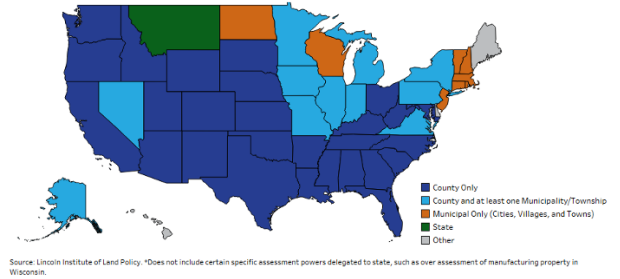 County Only
County and at least one Municipality/Township
Municipal Only (Cities, Villages, and Towns)
State
Other
Source: Lincoln Institute of Land Policy. *Does not include certain specific assessment powers delegated to state, such as over assessment of manufacturing property in
Wisconsin.